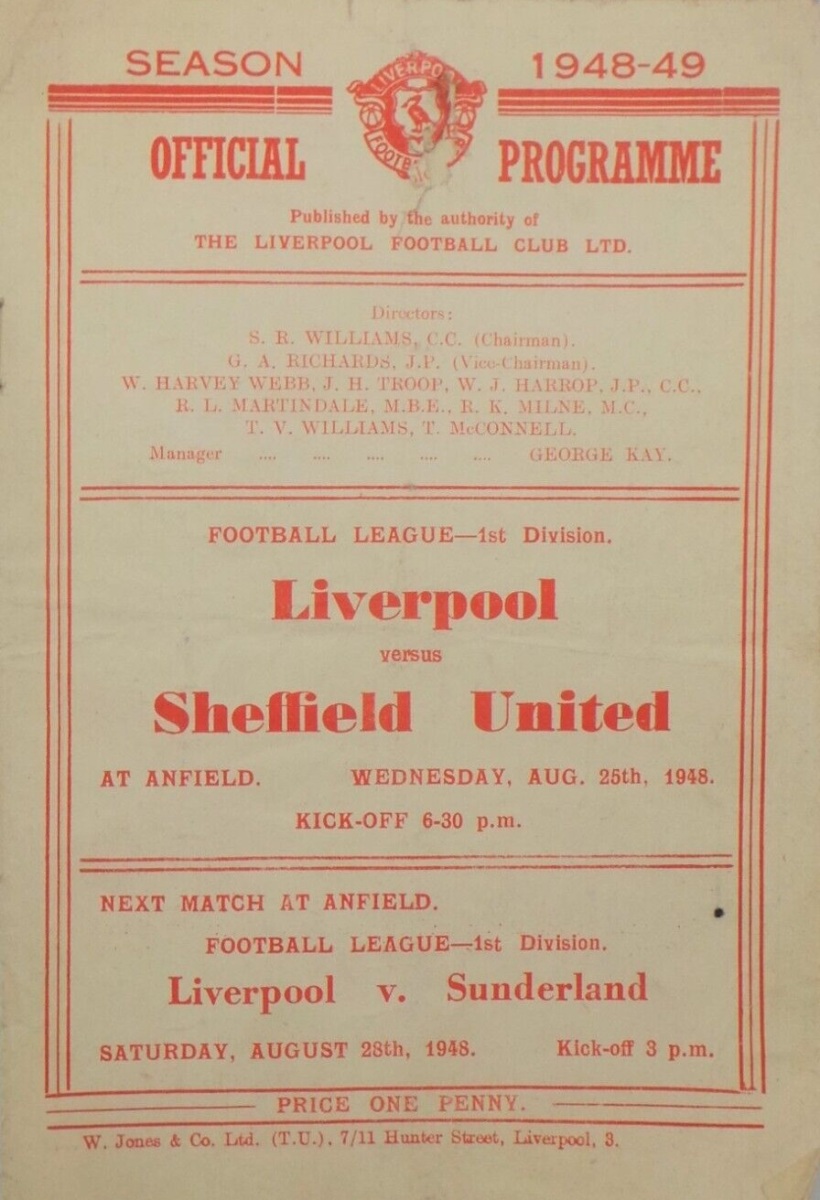 SEASON 1948-49
LIVERPOOL
FOOTBALL
OFFICIAL PROGRAMME
Published by the authority of
THE LIVERPOOL FOOTBALL CLUB LTD.
Directors:
S. R. WILLIAMS, C.C. (Chairman).
G. A. RICHARDS, J.P. (Vice-Chairman).
W. HARVEY WEBB, J. H. TROOP, W. J. HARROP, J.P., C.C.,
R. L. MARTINDALE, M.B.E., R. K. MILNE, M.C.,
T. V. WILLIAMS, T. McCONNELL.
Manager .... .... .... .... .... GEORGE KAY.
FOOTBALL LEAGUE—1st Division.
Liverpool
versus
Sheffield United
AT ANFIELD. WEDNESDAY, AUG. 25th, 1948.
KICK-OFF 6-30 p.m.
NEXT MATCH AT ANFIELD.
FOOTBALL LEAGUE—1st Division.
Liverpool v. Sunderland
SATURDAY, AUGUST 28th, 1948. Kick-off 3 p.m.
PRICE ONE PENNY.
W. Jones & Co. Ltd. (T.U.), 7/11 Hunter Street, Liverpool, 3.